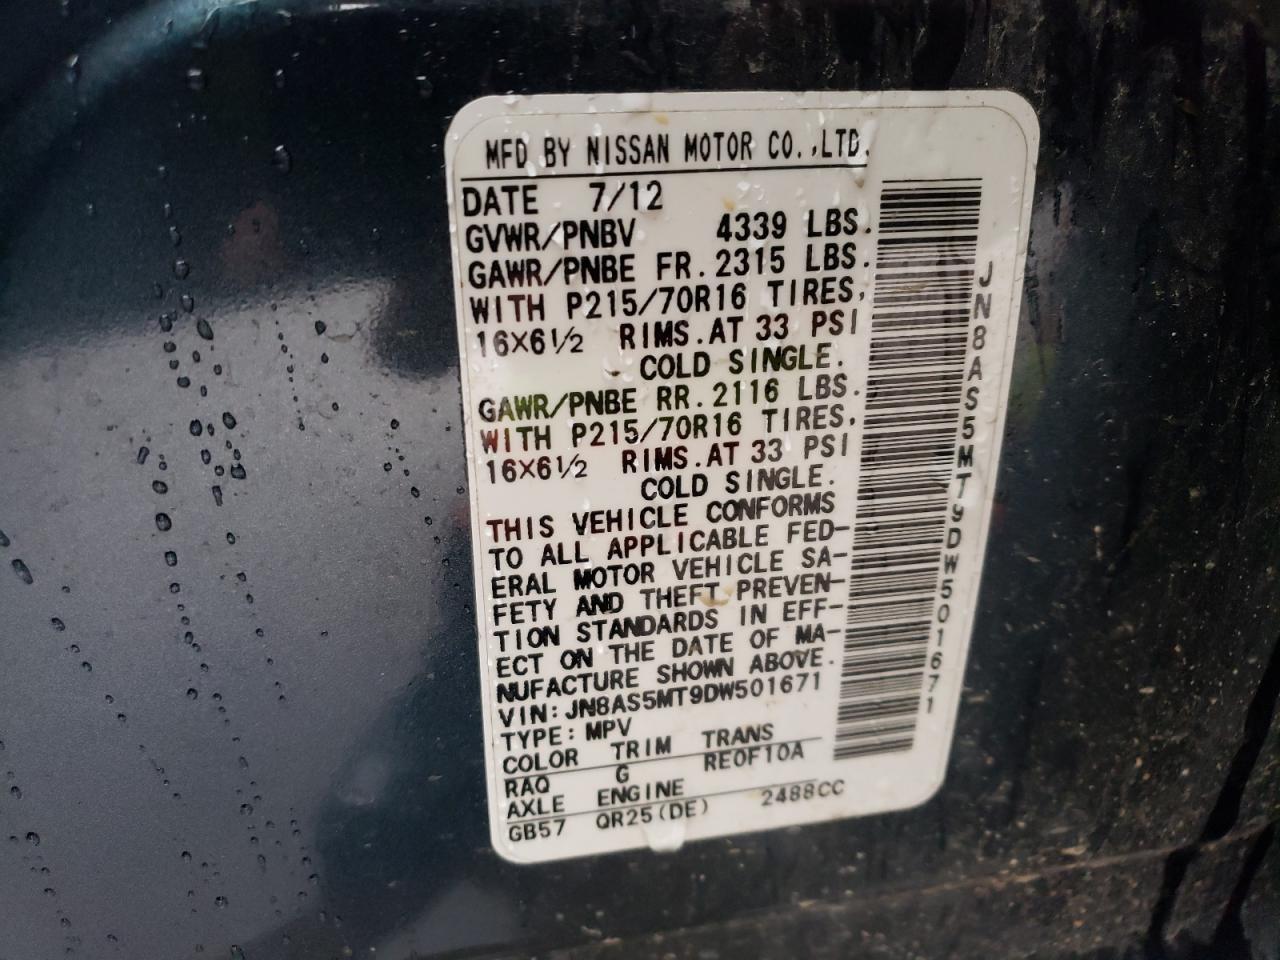 MFD BY NISSAN MOTOR CO.,LTD.
DATE 7/12
GVWR/PNBV 4339 LBS.
GAWR/PNBE FR.2315 LBS.
WITH P215/70R16 TIRES,
16×6½ RIMS.AT 33 PSI
COLD SINGLE.
GAWR/PNBE RR.2116 LBS.
WITH P215/70R16 TIRES,
16×6½ RIMS.AT 33 PSI
COLD SINGLE.
THIS VEHICLE CONFORMS
TO ALL APPLICABLE FED-
ERAL MOTOR VEHICLE SA-
FETY AND THEFT PREVEN-
TION STANDARDS IN EFF-
ECT ON THE DATE OF MA-
NUFACTURE SHOWN ABOVE.
VIN:JN8AS5MT9DW501671
TYPE:MPV
COLOR TRIM TRANS
RAQ G RE0F10A
AXLE ENGINE
GB57 QR25(DE) 2488CC
JN8AS5MT9DW501671